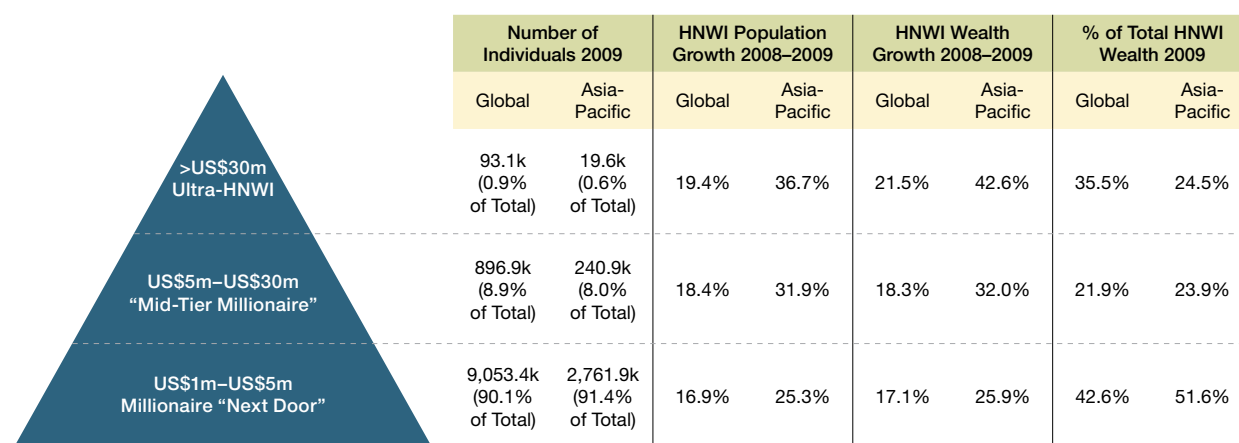 Number of
Individuals 2009
HNWI Population
Growth 2008–2009
HNWI Wealth
Growth 2008–2009
% of Total HNWI
Wealth 2009
Global
Asia-
Pacific
Global
Asia-
Pacific
Global
Asia-
Pacific
Global
Asia-
Pacific
>US$30m
Ultra-HNWI
93.1k
(0.9%
of Total)
19.6k
(0.6%
of Total)
19.4%
36.7%
21.5%
42.6%
35.5%
24.5%
US$5m–US$30m
“Mid-Tier Millionaire”
896.9k
(8.9%
of Total)
240.9k
(8.0%
of Total)
18.4%
31.9%
18.3%
32.0%
21.9%
23.9%
US$1m–US$5m
Millionaire “Next Door”
9,053.4k
(90.1%
of Total)
2,761.9k
(91.4%
of Total)
16.9%
25.3%
17.1%
25.9%
42.6%
51.6%